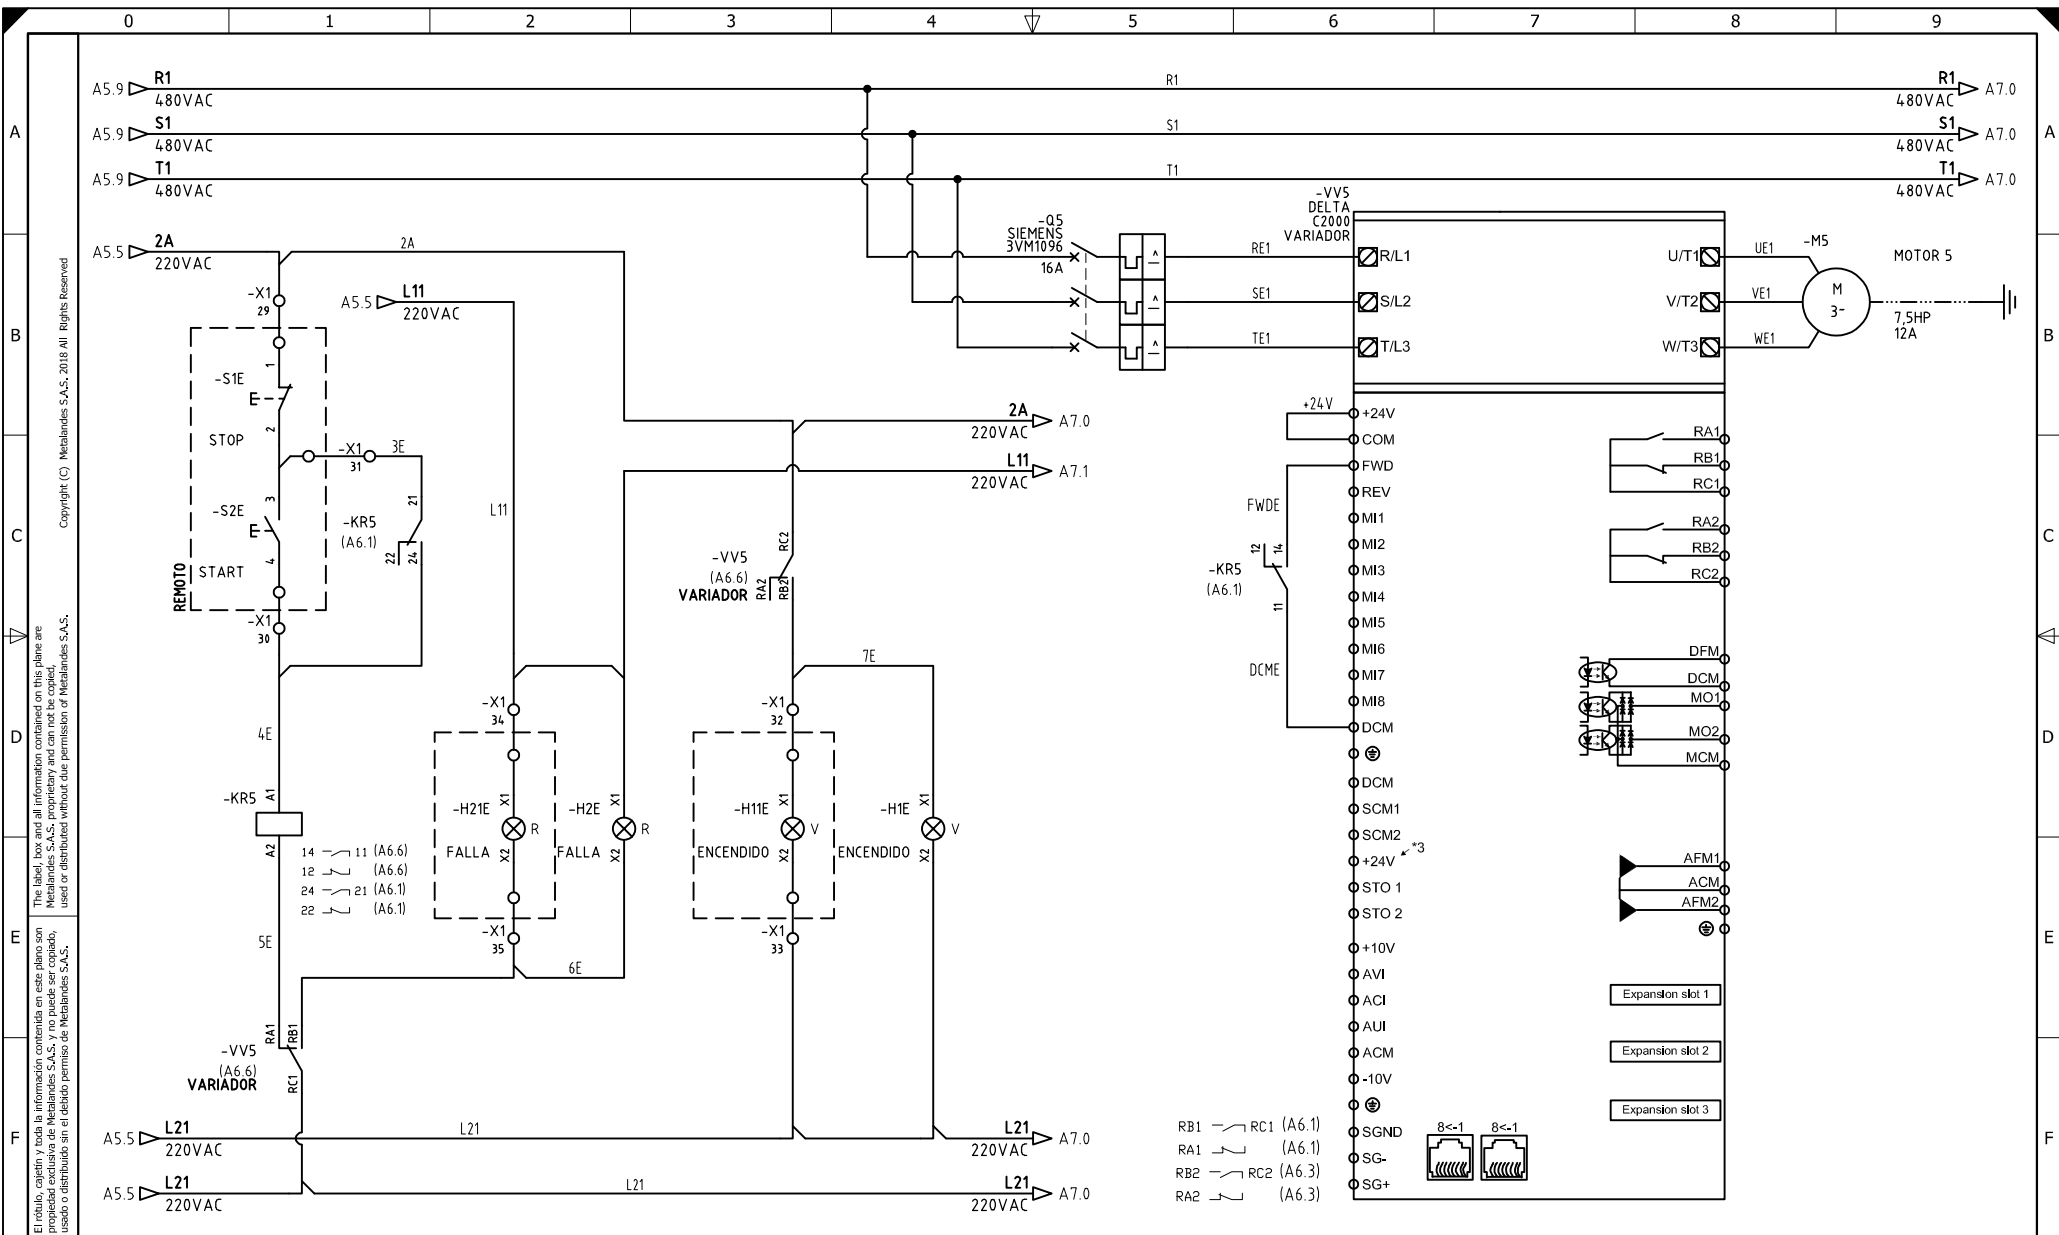 0 1 2 3 4 5 6 7 8 9
A
B
C
D
E
F
A
B
C
D
E
F
Copyright (C) Metalandes S.A.S. 2018 All Rights Reserved
The label, box and all information contained on this plane are
Metalandes S.A.S. proprietary and can not be copied,
used or distributed without due permission of Metalandes S.A.S.
El rótulo, cajetín y toda la información contenida en este plano son
propiedad exclusiva de Metalandes S.A.S. y no puede ser copiado,
usado o distribuido sin el debido permiso de Metalandes S.A.S.
A5.9 R1
480VAC
R1
R1 A7.0
480VAC
A5.9 S1
480VAC
S1
S1 A7.0
480VAC
A5.9 T1
480VAC
T1
T1 A7.0
480VAC
A5.5 2A
220VAC
2A
-X1
29
A5.5 L11
220VAC
1
-S1E
E
2
STOP
-X1
31
3E
3
-S2E
E
4
START
REMOTO
-X1
30
21
-KR5
(A6.1)
22
24
L11
4E
-KR5
A1
A2
14 11 (A6.6)
12 (A6.6)
24 21 (A6.1)
22 (A6.1)
5E
RA1
RB1
-VV5
(A6.6)
VARIADOR
RC1
-X1
34
-H21E
X1
R
FALLA
X2
-H2E
X1
R
FALLA
X2
-X1
35
6E
2A A7.0
220VAC
L11 A7.1
220VAC
RC2
-VV5
(A6.6)
VARIADOR
RA2
RB2
7E
-X1
32
-H11E
X1
V
ENCENDIDO
X2
-H1E
X1
V
ENCENDIDO
X2
-X1
33
A5.5 L21
220VAC
L21
L21 A7.0
220VAC
A5.5 L21
220VAC
L21
L21 A7.0
220VAC
-Q5
SIEMENS
3VM1096
16A
RE1
SE1
TE1
-VV5
DELTA
C2000
VARIADOR
R/L1
S/L2
T/L3
U/T1
V/T2
W/T3
UE1
VE1
WE1
-M5
M
3~
MOTOR 5
7,5HP
12A
+24V
FWDE
12
14
-KR5
(A6.1)
11
DCME
+24V
COM
FWD
REV
MI1
MI2
MI3
MI4
MI5
MI6
MI7
MI8
DCM
DCM
SCM1
SCM2
+24V *3
STO 1
STO 2
+10V
AVI
ACI
AUI
ACM
-10V
SGND
SG-
SG+
RA1
RB1
RC1
RA2
RB2
RC2
DFM
DCM
MO1
MO2
MCM
AFM1
ACM
AFM2
Expansion slot 1
Expansion slot 2
Expansion slot 3
8<-1 8<-1
RB1 RC1 (A6.1)
RA1 (A6.1)
RB2 RC2 (A6.3)
RA2 (A6.3)